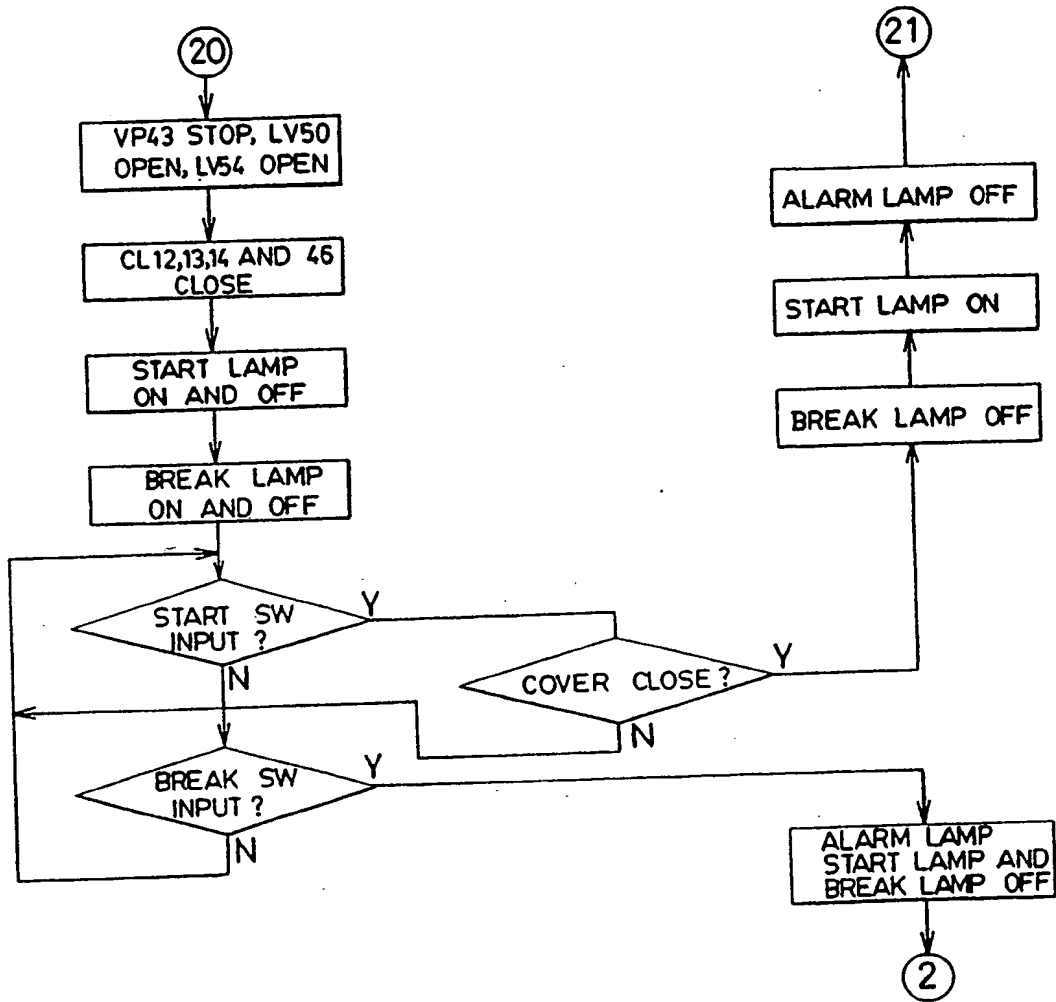 20
VP43 STOP, LV50
OPEN, LV54 OPEN
CL12,13,14 AND 46
CLOSE
START LAMP
ON AND OFF
BREAK LAMP
ON AND OFF
START SW
INPUT ?
Y
N
BREAK SW
INPUT ?
Y
N
COVER CLOSE ?
Y
N
21
ALARM LAMP OFF
START LAMP ON
BREAK LAMP OFF
ALARM LAMP
START LAMP AND
BREAK LAMP OFF
2